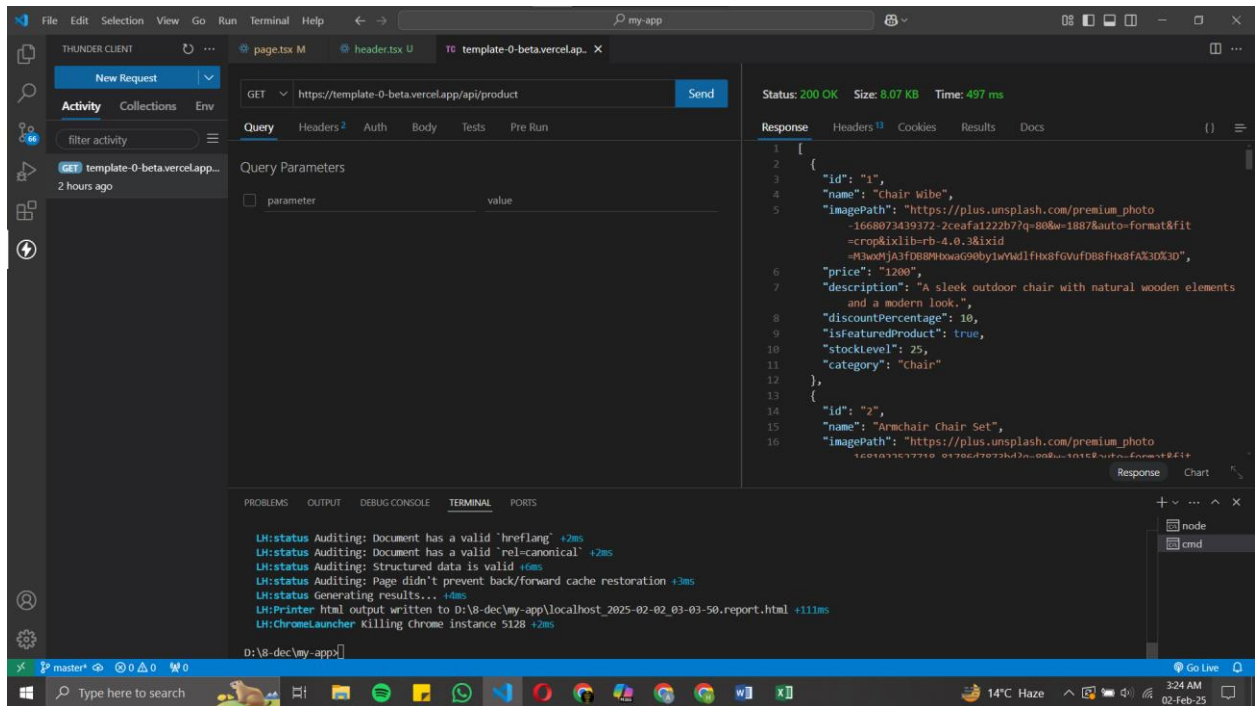 File Edit Selection View Go Run Terminal Help
my-app
THUNDER CLIENT
page.tsx M
header.tsx U
TC template-0-beta.vercel.ap..
New Request
Activity Collections Env
filter activity
GET template-0-beta.vercel.app...
2 hours ago
66
GET https://template-0-beta.vercel.app/api/product Send
Query Headers 2 Auth Body Tests Pre Run
Query Parameters
parameter value
Status: 200 OK Size: 8.07 KB Time: 497 ms
Response Headers 13 Cookies Results Docs {}
1 [
2 {
3 "id": "1",
4 "name": "Chair Wibe",
5 "imagePath": "https://plus.unsplash.com/premium_photo
-1668073439372-2ceafa1222b7?q=80&w=1887&auto=format&fit
=crop&ixlib=rb-4.0.3&ixid
=M3wxMjA3fDB8MHxwaG90by1wYWdlfHx8fGVufDB8fHx8fA%3D%3D",
6 "price": "1200",
7 "description": "A sleek outdoor chair with natural wooden elements
and a modern look.",
8 "discountPercentage": 10,
9 "isFeaturedProduct": true,
10 "stockLevel": 25,
11 "category": "Chair"
12 },
13 {
14 "id": "2",
15 "name": "Armchair Chair Set",
16 "imagePath": "https://plus.unsplash.com/premium_photo
Response Chart
PROBLEMS OUTPUT DEBUG CONSOLE TERMINAL PORTS
LH:status Auditing: Document has a valid `hreflang` +2ms
LH:status Auditing: Document has a valid `rel=canonical` +2ms
LH:status Auditing: Structured data is valid +6ms
LH:status Auditing: Page didn't prevent back/forward cache restoration +3ms
LH:status Generating results... +4ms
LH:Printer html output written to D:\8-dec\my-app\localhost_2025-02-02_03-03-50.report.html +111ms
LH:ChromeLauncher Killing Chrome instance 5128 +2ms
D:\8-dec\my-app>
node
cmd
master* 0 0 0
Go Live
Type here to search
14°C Haze
3:24 AM
02-Feb-25